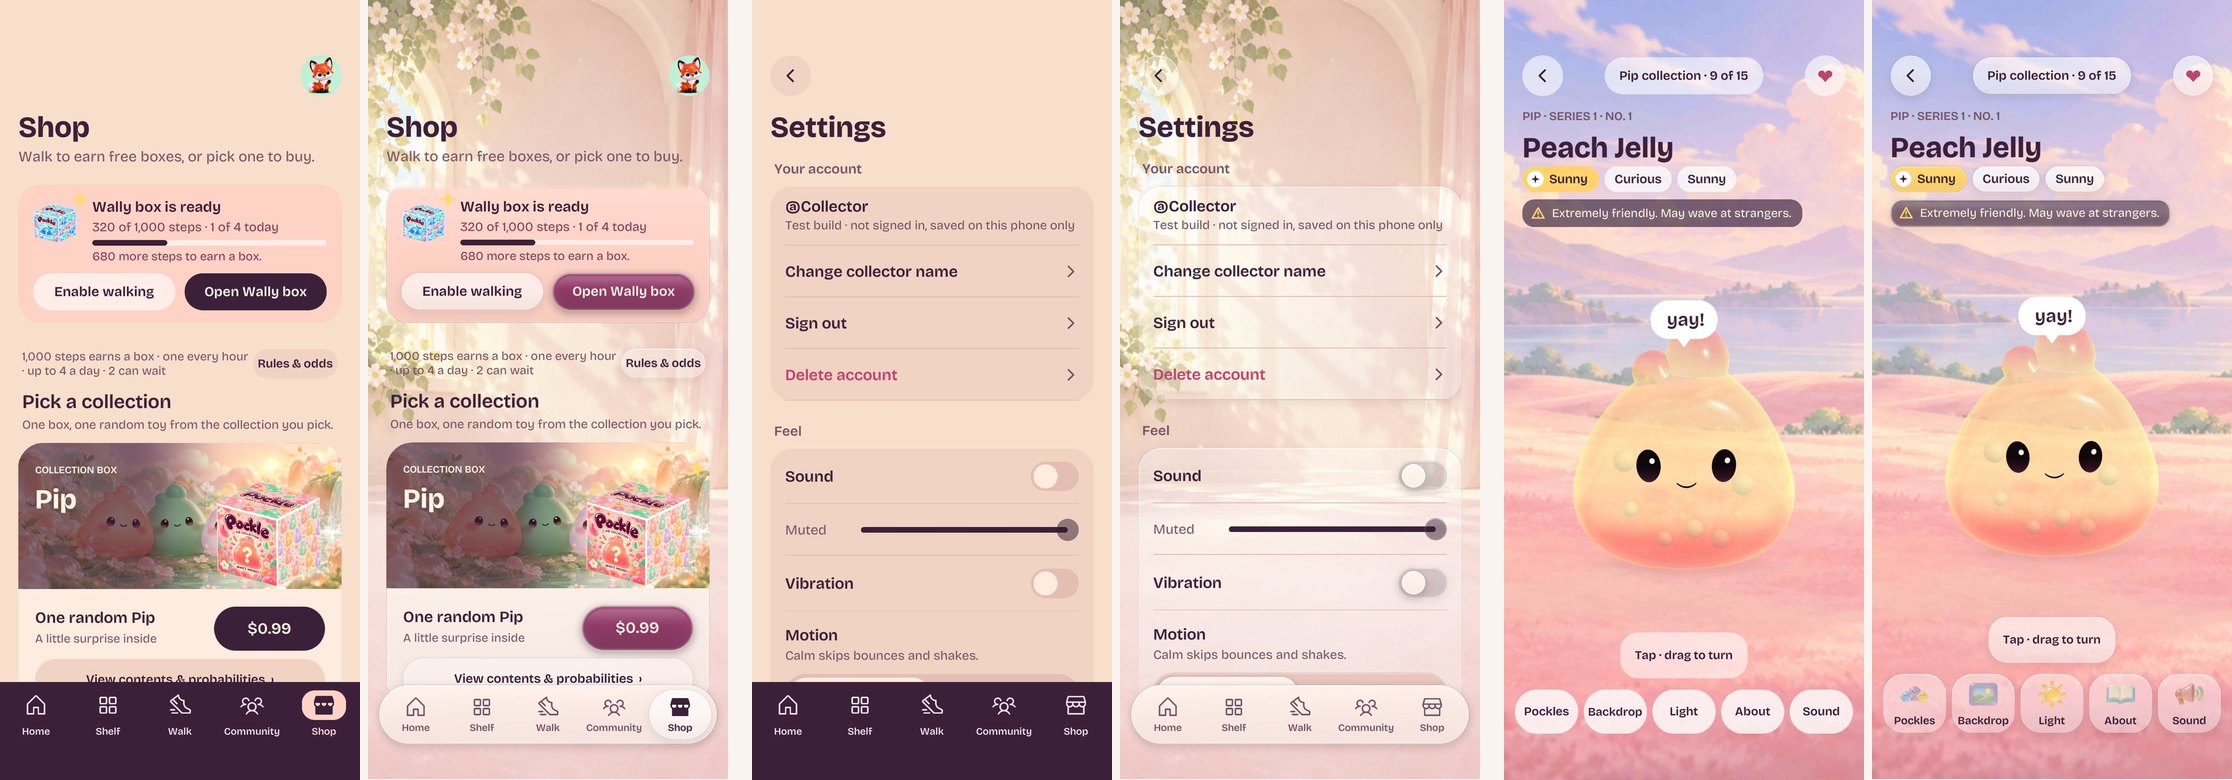 Shop
Walk to earn free boxes, or pick one to buy.
Wally box is ready
320 of 1,000 steps · 1 of 4 today
680 more steps to earn a box.
Enable walking
Open Wally box
1,000 steps earns a box · one every hour
· up to 4 a day · 2 can wait
Rules & odds
Pick a collection
One box, one random toy from the collection you pick.
COLLECTION BOX
Pip
Pockle
One random Pip
A little surprise inside
$0.99
View contents & probabilities ›
Home
Shelf
Walk
Community
Shop
Shop
Walk to earn free boxes, or pick one to buy.
Wally box is ready
320 of 1,000 steps · 1 of 4 today
680 more steps to earn a box.
Enable walking
Open Wally box
1,000 steps earns a box · one every hour
· up to 4 a day · 2 can wait
Rules & odds
Pick a collection
One box, one random toy from the collection you pick.
COLLECTION BOX
Pip
Pockle
One random Pip
A little surprise inside
$0.99
View contents & probabilities ›
Home
Shelf
Walk
Community
Shop
Settings
Your account
@Collector
Test build · not signed in, saved on this phone only
Change collector name
Sign out
Delete account
Feel
Sound
Muted
Vibration
Motion
Calm skips bounces and shakes.
Home
Shelf
Walk
Community
Shop
Settings
Your account
@Collector
Test build · not signed in, saved on this phone only
Change collector name
Sign out
Delete account
Feel
Sound
Muted
Vibration
Motion
Calm skips bounces and shakes.
Home
Shelf
Walk
Community
Shop
Pip collection · 9 of 15
PIP · SERIES 1 · NO. 1
Peach Jelly
Sunny
Curious
Sunny
Extremely friendly. May wave at strangers.
yay!
Tap · drag to turn
Pockles
Backdrop
Light
About
Sound
Pip collection · 9 of 15
PIP · SERIES 1 · NO. 1
Peach Jelly
Sunny
Curious
Sunny
Extremely friendly. May wave at strangers.
yay!
Tap · drag to turn
Pockles
Backdrop
Light
About
Sound